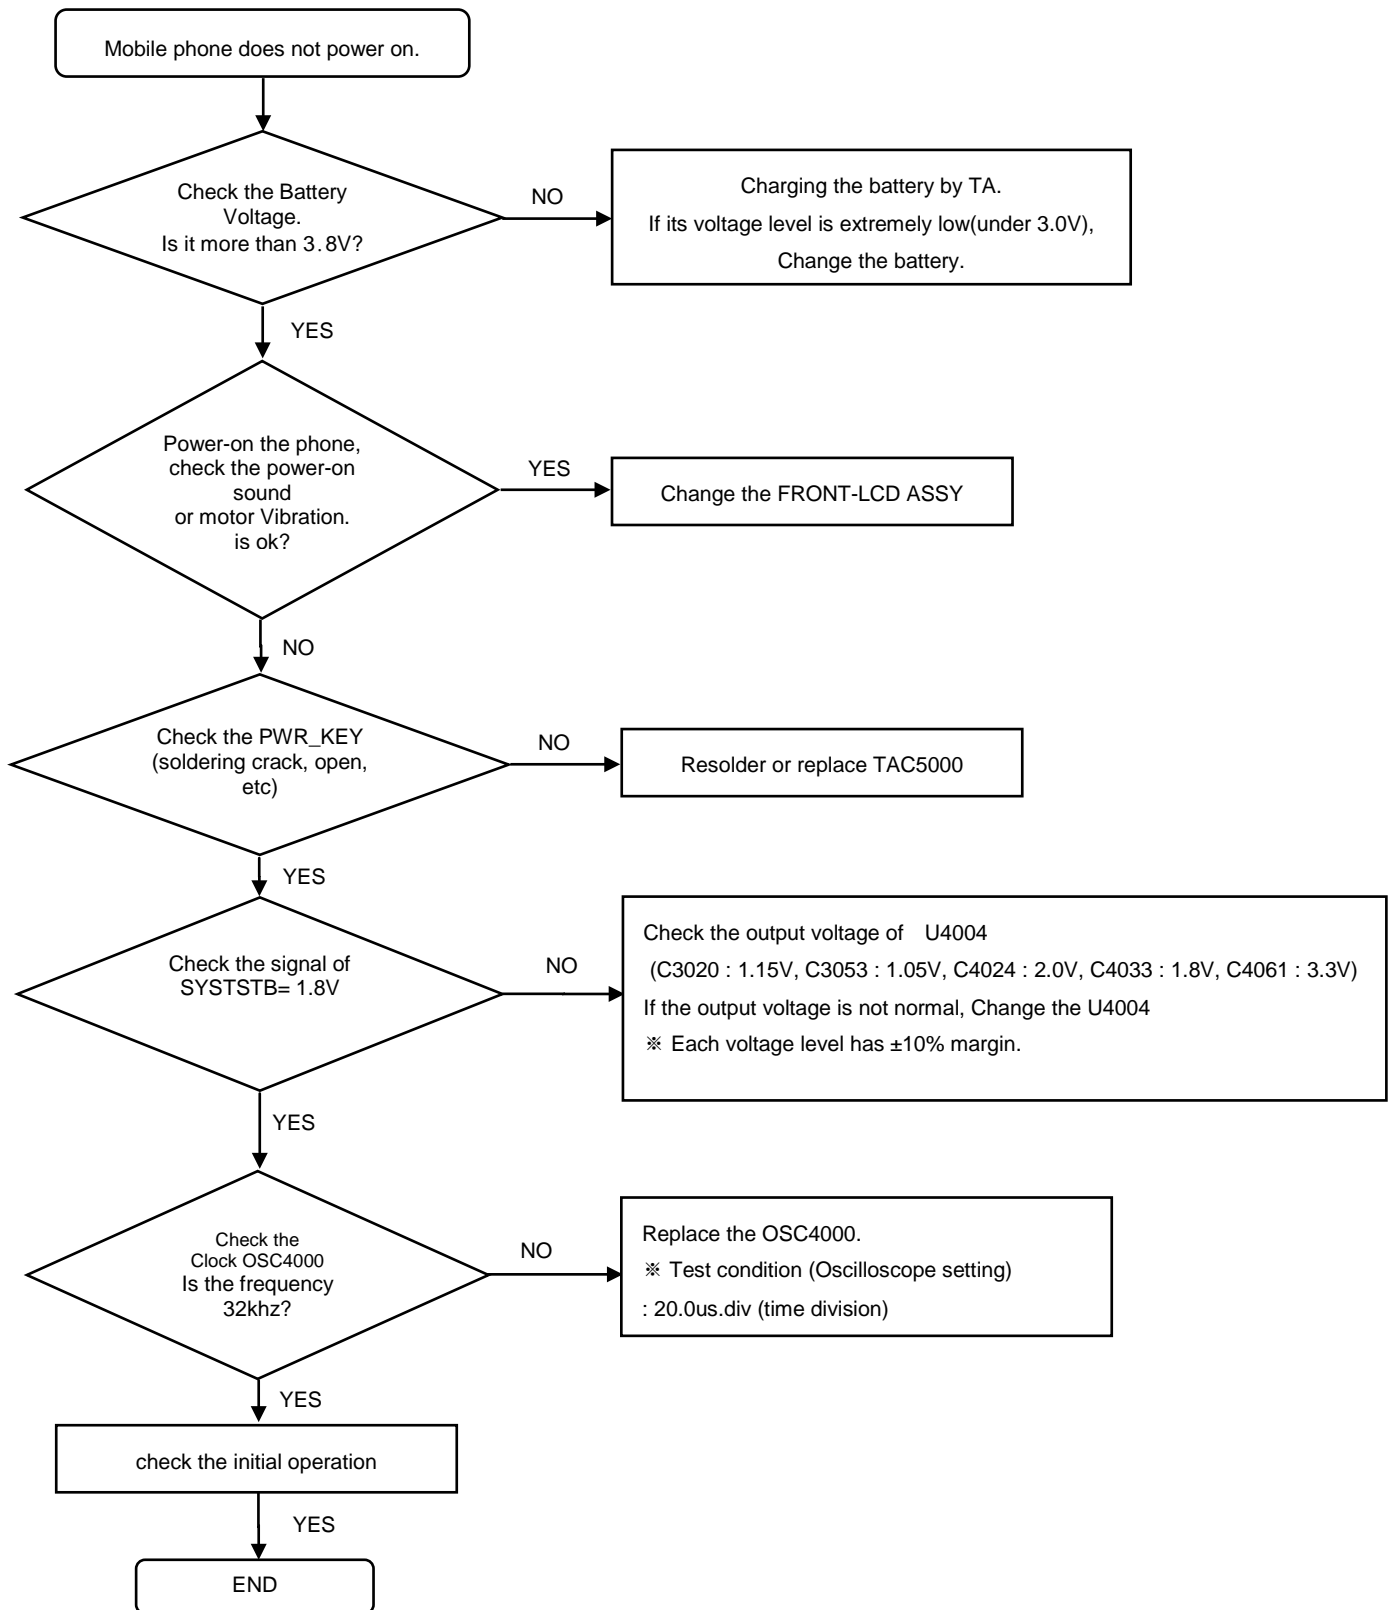 Mobile phone does not power on.
Check the Battery
Voltage.
Is it more than 3.8V?
NO
Charging the battery by TA.
If its voltage level is extremely low(under 3.0V),
Change the battery.
YES
Power-on the phone,
check the power-on
sound
or motor Vibration.
is ok?
YES
Change the FRONT-LCD ASSY
NO
Check the PWR_KEY
(soldering crack, open,
etc)
NO
Resolder or replace TAC5000
YES
Check the signal of
SYSTSTB= 1.8V
NO
Check the output voltage of U4004
(C3020 : 1.15V, C3053 : 1.05V, C4024 : 2.0V, C4033 : 1.8V, C4061 : 3.3V)
If the output voltage is not normal, Change the U4004
※ Each voltage level has ±10% margin.
YES
Check the
Clock OSC4000
Is the frequency
32khz?
NO
Replace the OSC4000.
※ Test condition (Oscilloscope setting)
: 20.0us.div (time division)
YES
check the initial operation
YES
END